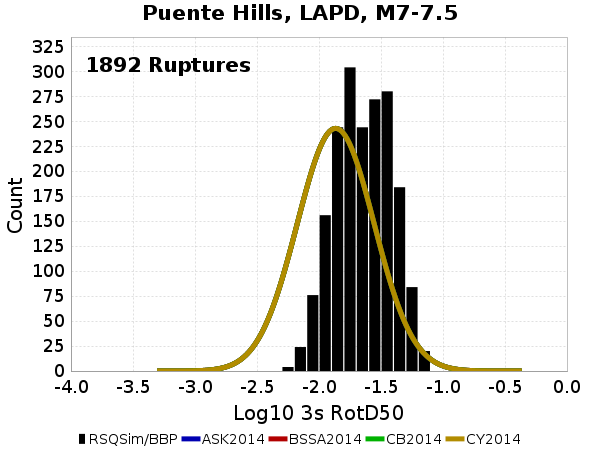 Puente Hills, LAPD, M7-7.5
1892 Ruptures
325
300
275
250
225
200
175
150
125
100
75
50
25
0
Count
-4.0 -3.5 -3.0 -2.5 -2.0 -1.5 -1.0 -0.5 0.0
Log10 3s RotD50
RSQSim/BBP ASK2014 BSSA2014 CB2014 CY2014